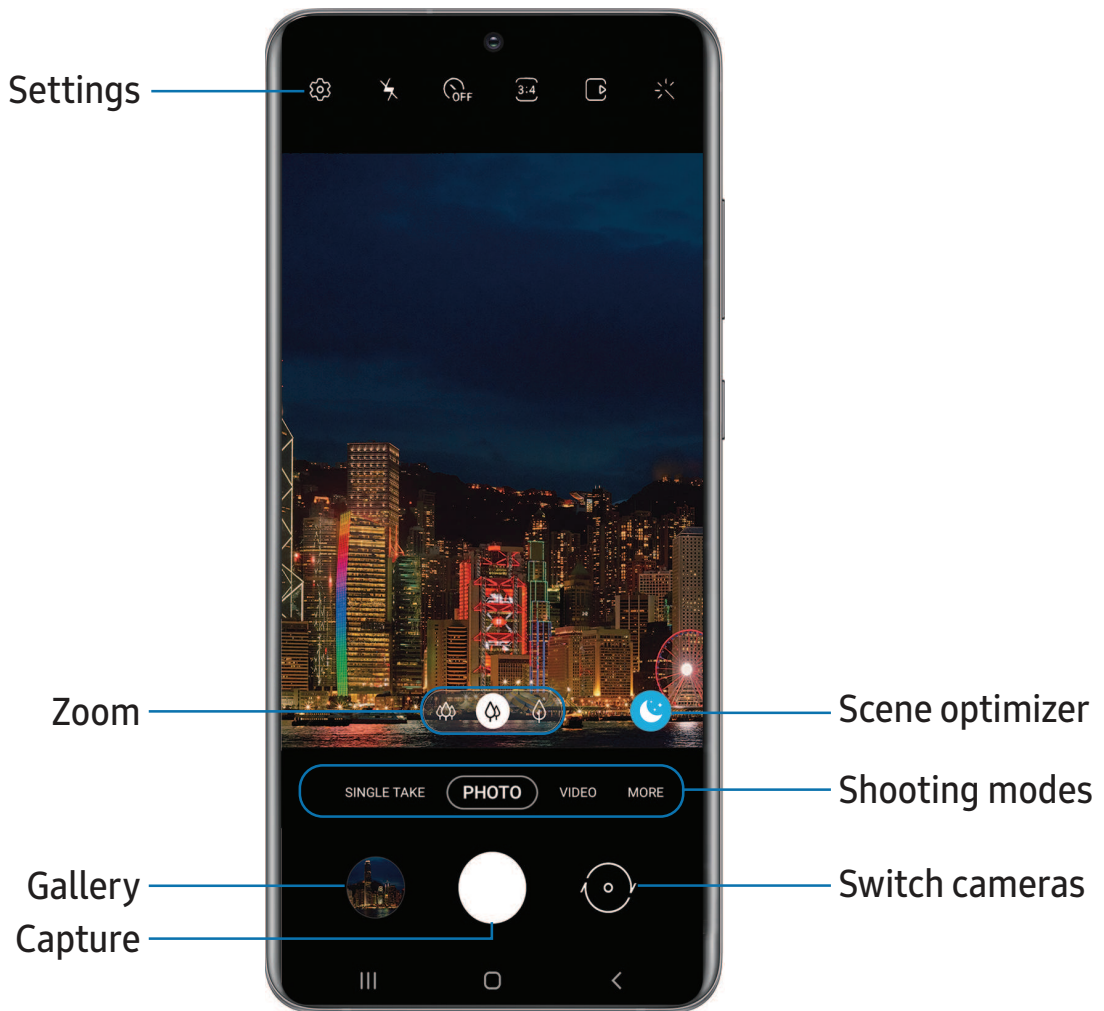 Settings
OFF
3:4
Zoom
Scene optimizer
SINGLE TAKE PHOTO VIDEO MORE
Shooting modes
Gallery
Switch cameras
Capture